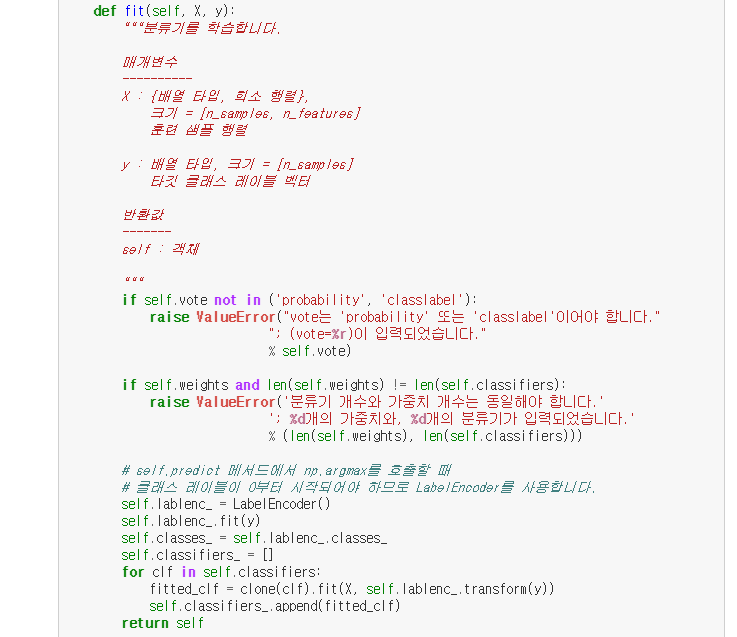 def fit(self, X, y):
"""분류기를 학습합니다.
매개변수
----------
X : {배열 타입, 희소 행렬},
크기 = [n_samples, n_features]
훈련 샘플 행렬
y : 배열 타입, 크기 = [n_samples]
타깃 클래스 레이블 벡터
반환값
-------
self : 객체
"""
if self.vote not in ('probability', 'classlabel'):
raise ValueError("vote는 'probability' 또는 'classlabel'이어야 합니다."
"; (vote=%r)이 입력되었습니다."
% self.vote)
if self.weights and len(self.weights) != len(self.classifiers):
raise ValueError('분류기 개수와 가중치 개수는 동일해야 합니다.'
'; %d개의 가중치와, %d개의 분류기가 입력되었습니다.'
% (len(self.weights), len(self.classifiers)))
# self.predict 메서드에서 np.argmax를 호출할 때
# 클래스 레이블이 0부터 시작되어야 하므로 LabelEncoder를 사용합니다.
self.lablenc_ = LabelEncoder()
self.lablenc_.fit(y)
self.classes_ = self.lablenc_.classes_
self.classifiers_ = []
for clf in self.classifiers:
fitted_clf = clone(clf).fit(X, self.lablenc_.transform(y))
self.classifiers_.append(fitted_clf)
return self